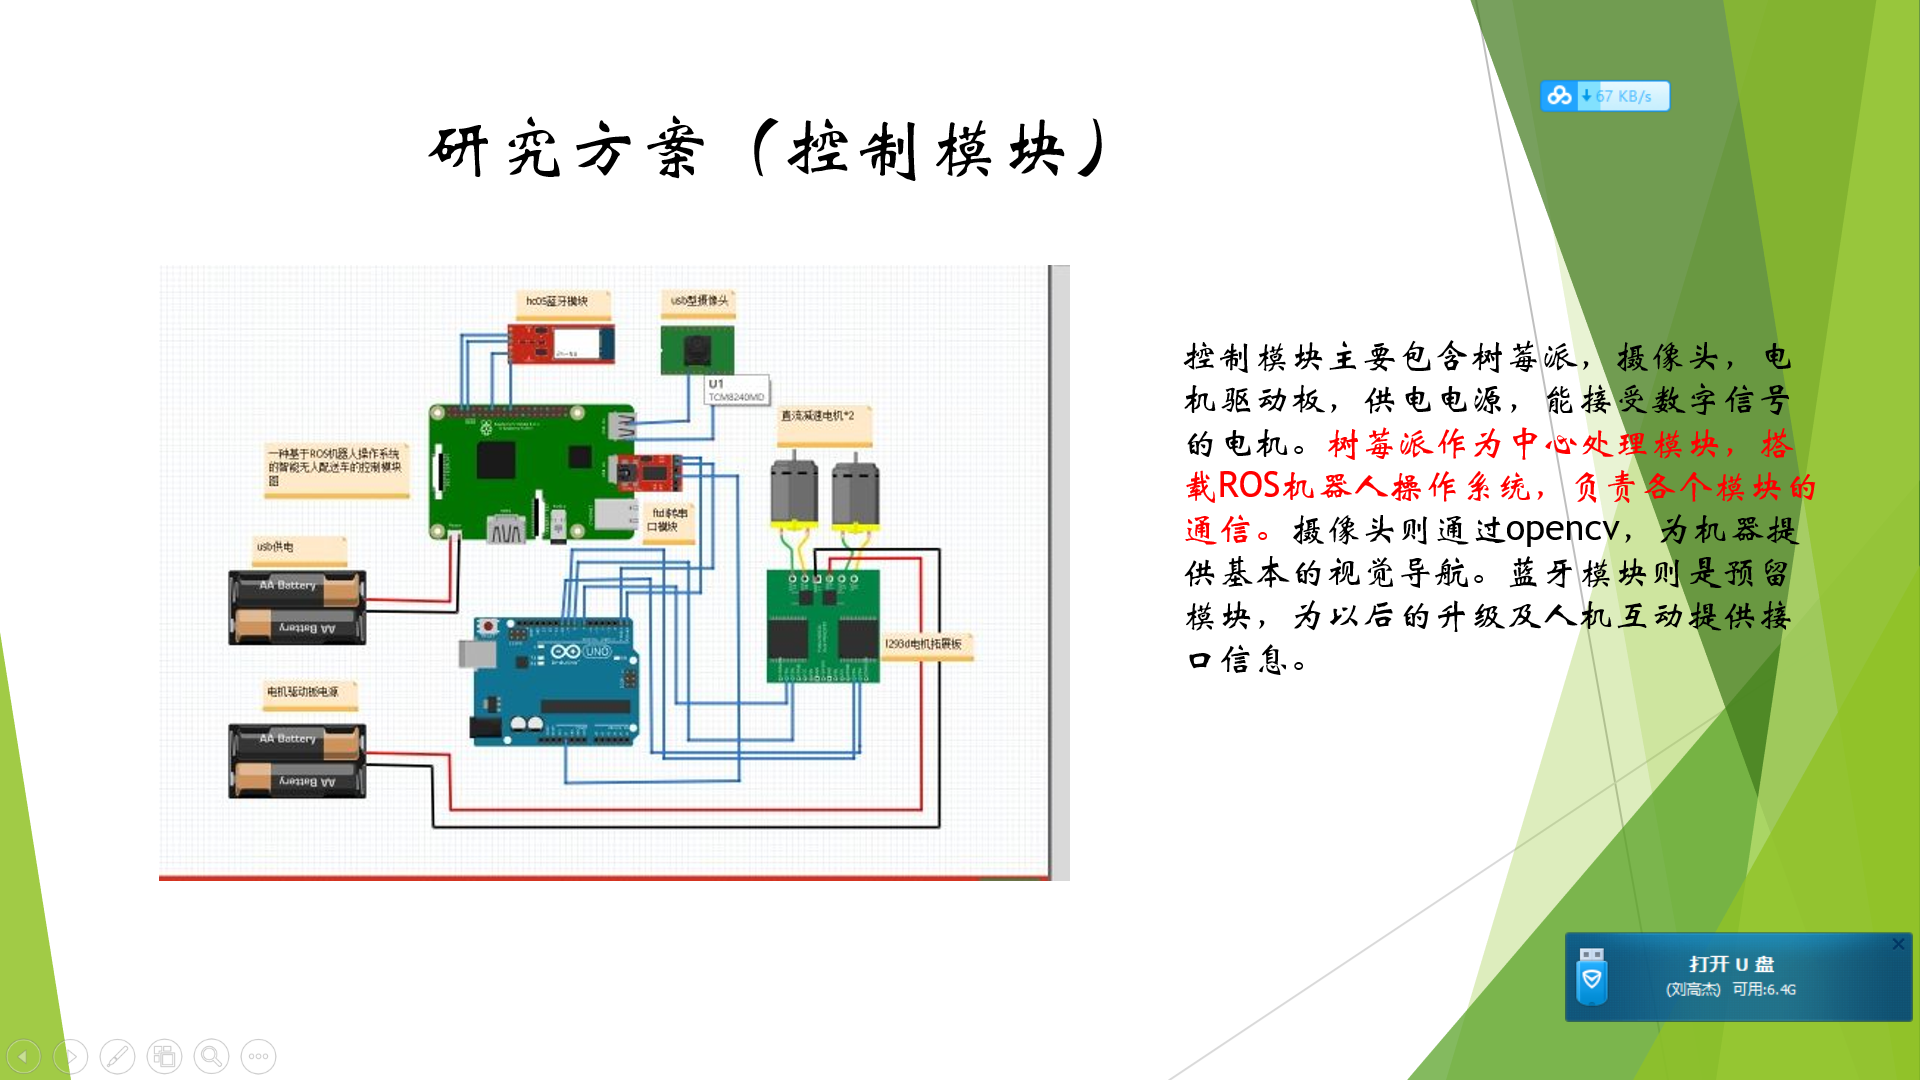 研究方案（控制模块）
67 KB/s
hc05蓝牙模块
usb型摄像头
U1
TCM8240MD
直流减速电机*2
一种基于ROS机器人操作系统
的智能无人配送车的控制模块
图
ftdi转串
口模块
usb供电
AA Battery
AA Battery
UNO
l293d电机拓展板
电机驱动板电源
AA Battery
AA Battery
控制模块主要包含树莓派，摄像头，电
机驱动板，供电电源，能接受数字信号
的电机。树莓派作为中心处理模块，搭
载ROS机器人操作系统，负责各个模块的
通信。摄像头则通过opencv，为机器提
供基本的视觉导航。蓝牙模块则是预留
模块，为以后的升级及人机互动提供接
口信息。
打开 U 盘
(刘高杰) 可用:6.4G